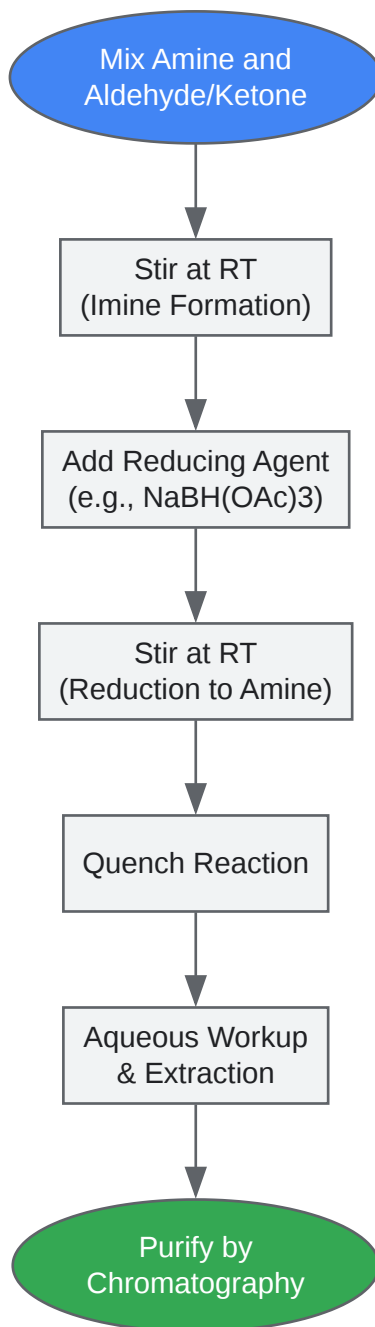 Mix Amine and
Aldehyde/Ketone
Stir at RT
(Imine Formation)
Add Reducing Agent
(e.g., NaBH(OAc)3)
Stir at RT
(Reduction to Amine)
Quench Reaction
Aqueous Workup
& Extraction
Purify by
Chromatography